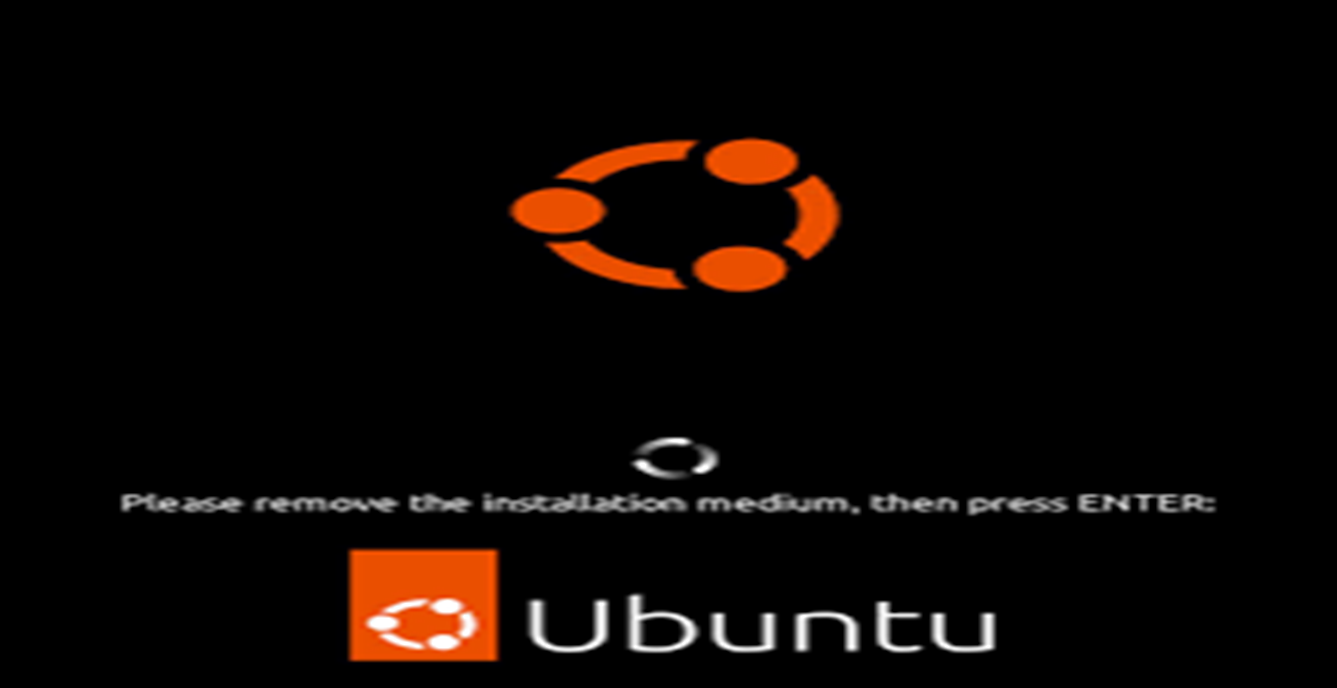 Please remove the installation medium, then press ENTER:
Ubuntu